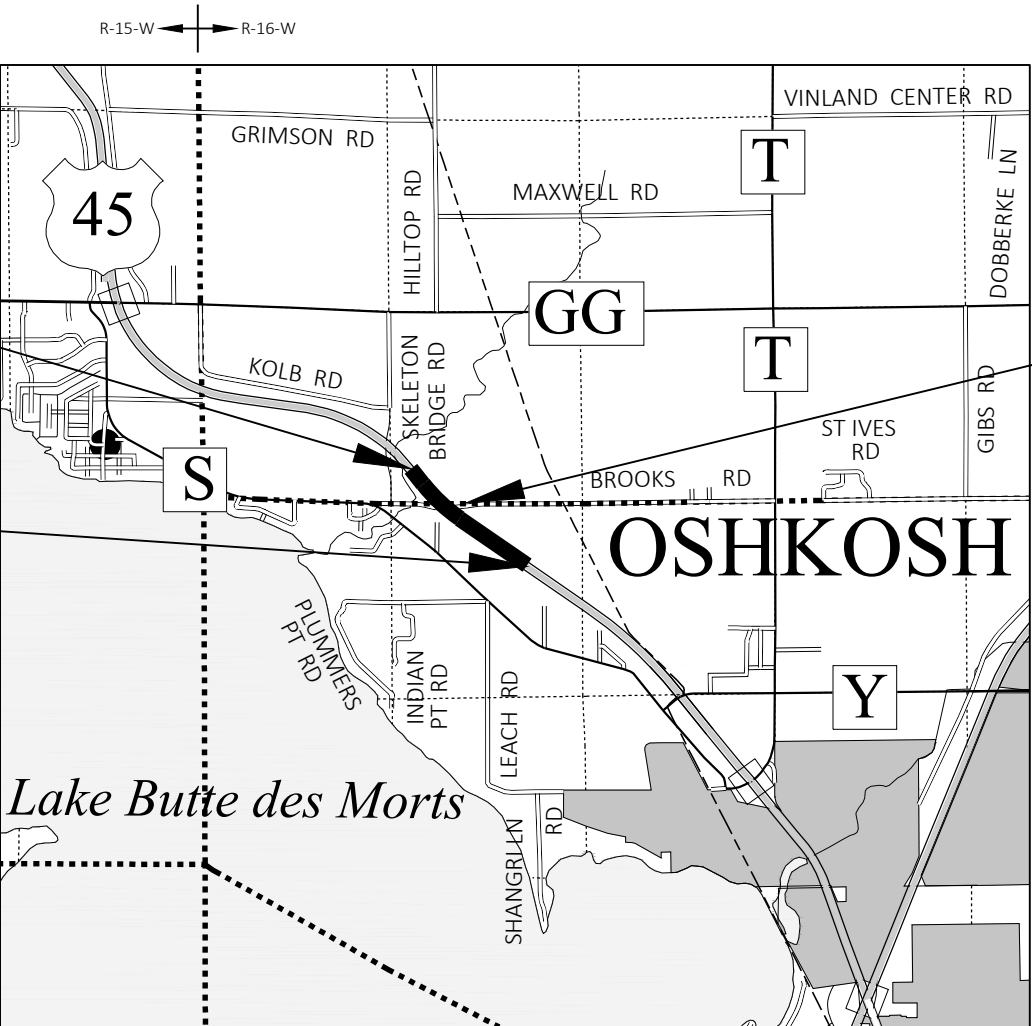 R-15-W
R-16-W
VINLAND CENTER RD
GRIMSON RD
T
DOBBERKE LN
MAXWELL RD
HILLTOP RD
45
GG
T
SKELETON
BRIDGE RD
KOLB RD
GIBS RD
ST IVES
RD
S
BROOKS RD
OSHKOSH
PLUMMERS
PT RD
INDIAN
PT RD
LEACH RD
Y
Lake Butte des Morts
SHANGRI LN
RD